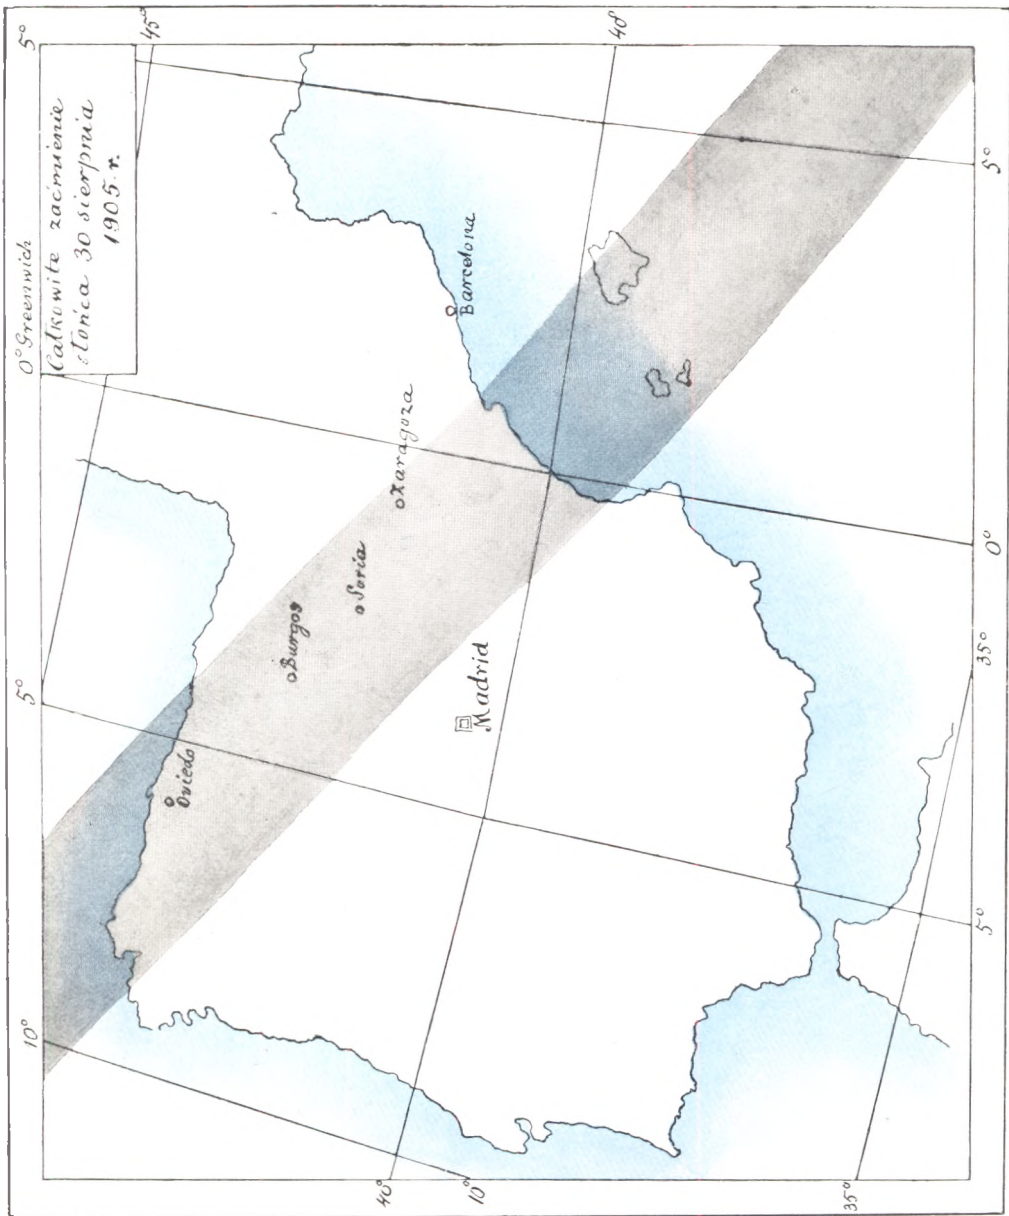 Całkowite zaćmienie
słońca 30 sierpnia
1905 r.
5°
45°
40°
0° Greenwich
5°
10°
5°
0°
35°
5°
40°
10°
35°
Barcelona
Zaragoza
Soria
Burgos
Oviedo
Madrid